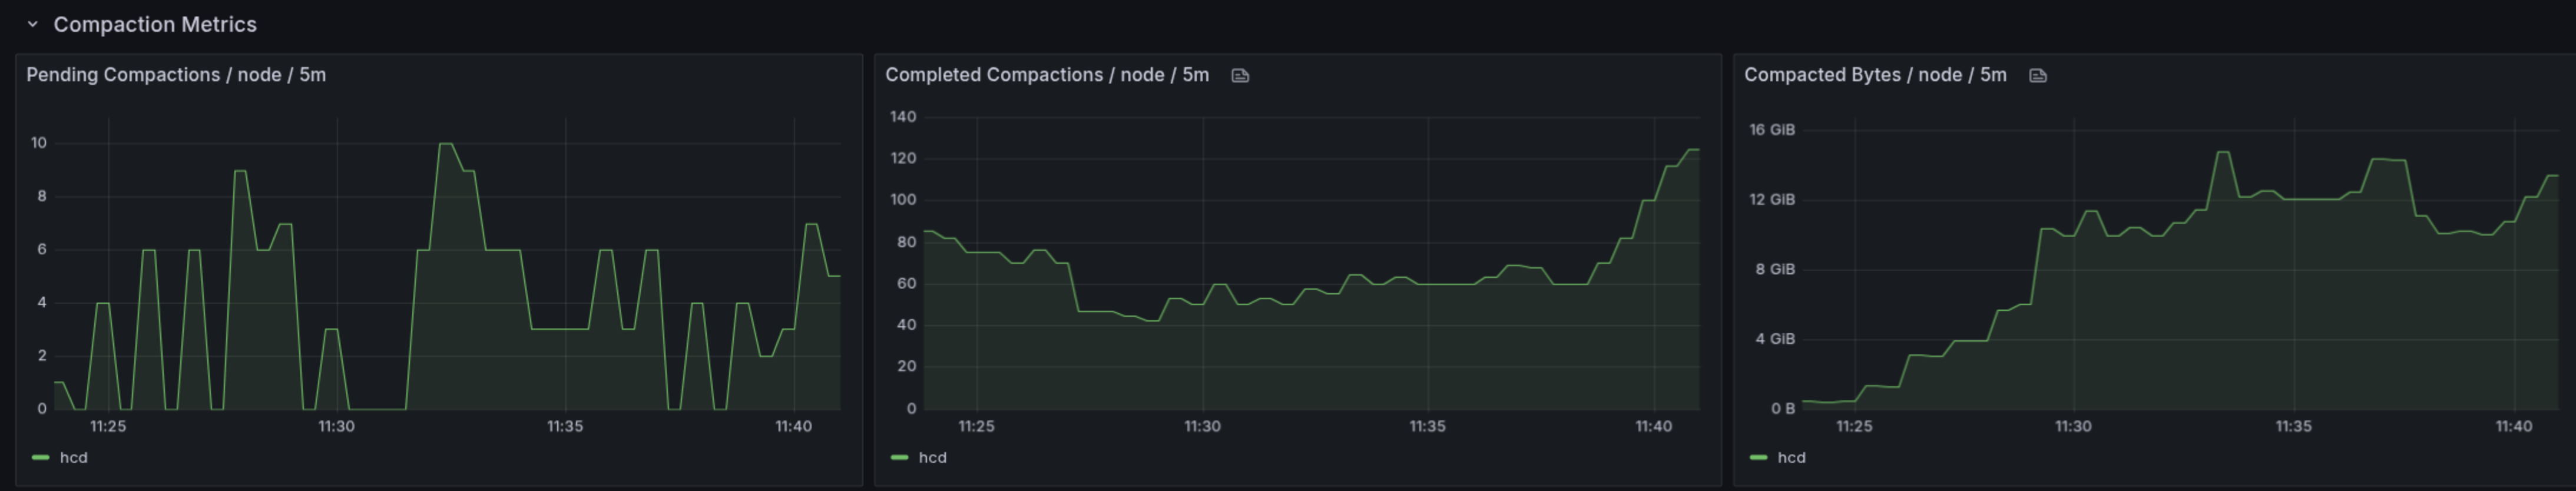 Compaction Metrics
Pending Compactions / node / 5m
10
8
6
4
2
0
11:25 11:30 11:35 11:40
hcd
Completed Compactions / node / 5m
140
120
100
80
60
40
20
0
11:25 11:30 11:35 11:40
hcd
Compacted Bytes / node / 5m
16 GiB
12 GiB
8 GiB
4 GiB
0 B
11:25 11:30 11:35 11:40
hcd